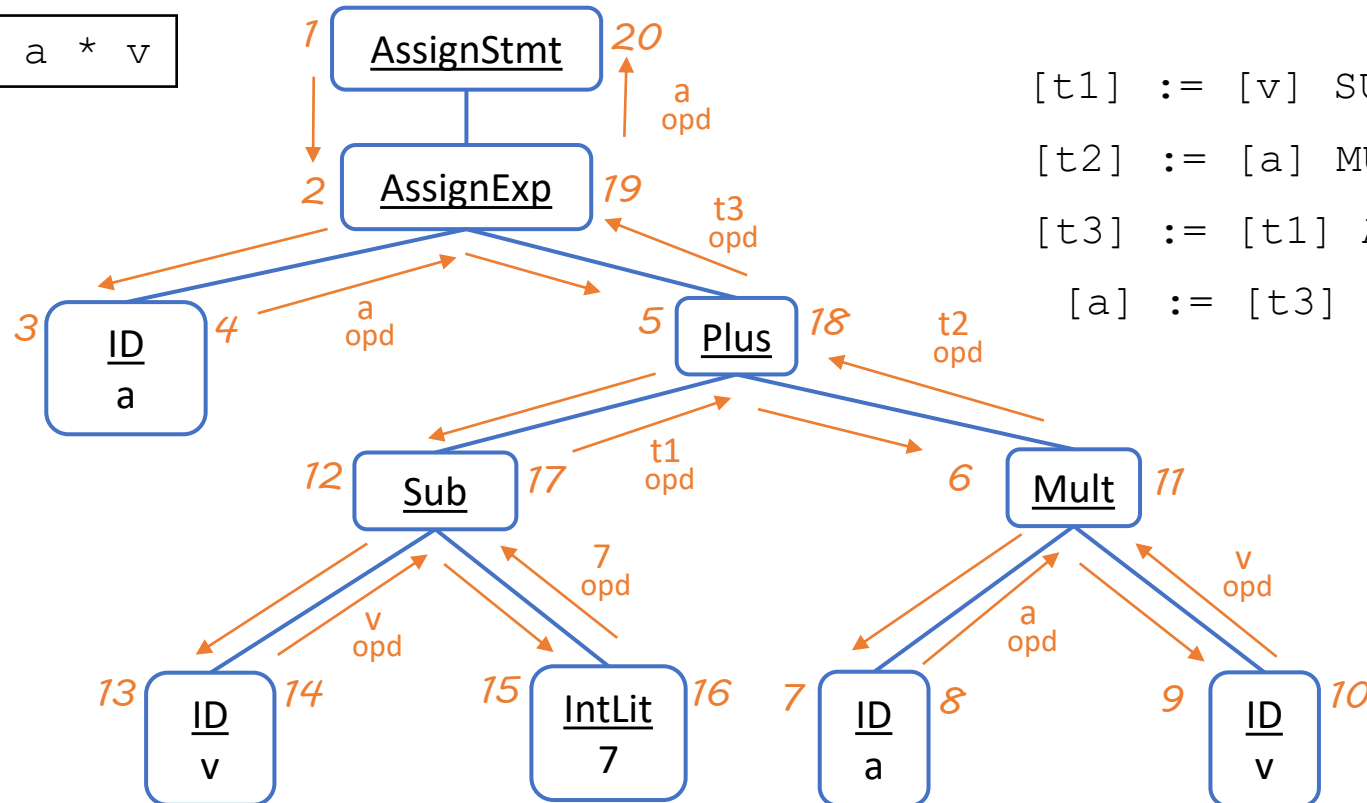 a * v
1
AssignStmt
20
a
opd
[t1] := [v] SU
2
AssignExp
19
[t2] := [a] MU
t3
opd
[t3] := [t1] A
[a] := [t3]
3
ID
a
4
a
opd
5
Plus
18
t2
opd
12
Sub
17
t1
opd
6
Mult
11
v
opd
7
opd
a
opd
v
opd
13
ID
v
14
15
IntLit
7
16
7
ID
a
8
9
ID
v
10